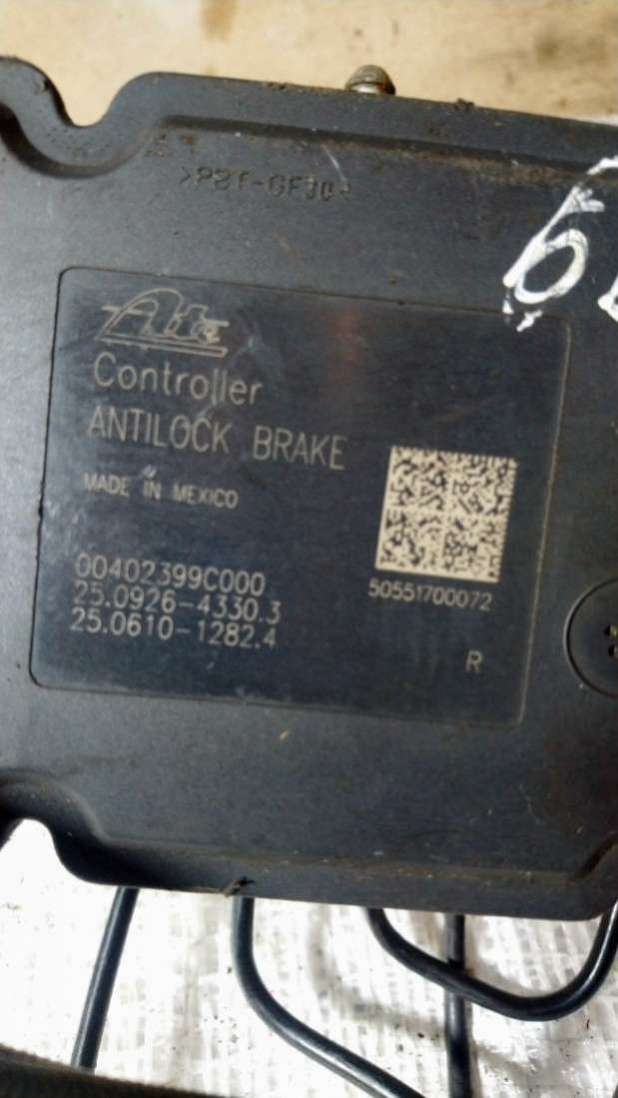 >PBT-GF30<
Ate
Controller
ANTILOCK BRAKE
MADE IN MEXICO
00402399C000
25.0926-4330.3
25.0610-1282.4
50551700072
R